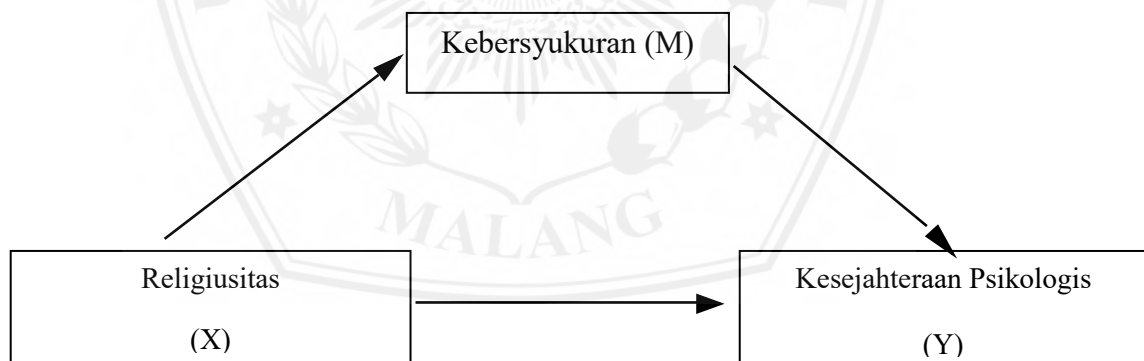 Kebersyukuran (M)
MALANG
Religiusitas
(X)
Kesejahteraan Psikologis
(Y)